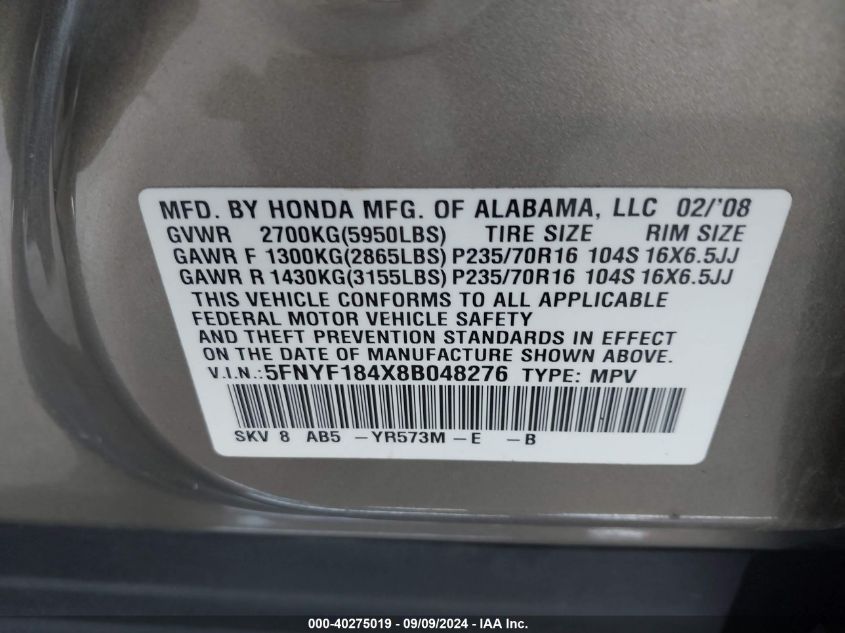 MFD. BY HONDA MFG. OF ALABAMA, LLC 02/'08
GVWR 2700KG(5950LBS) TIRE SIZE RIM SIZE
GAWR F 1300KG(2865LBS) P235/70R16 104S 16X6.5JJ
GAWR R 1430KG(3155LBS) P235/70R16 104S 16X6.5JJ
THIS VEHICLE CONFORMS TO ALL APPLICABLE
FEDERAL MOTOR VEHICLE SAFETY
AND THEFT PREVENTION STANDARDS IN EFFECT
ON THE DATE OF MANUFACTURE SHOWN ABOVE.
V.I.N.:5FNYF184X8B048276 TYPE: MPV
SKV 8 AB5 -YR573M -E -B
000-40275019 - 09/09/2024 - IAA Inc.